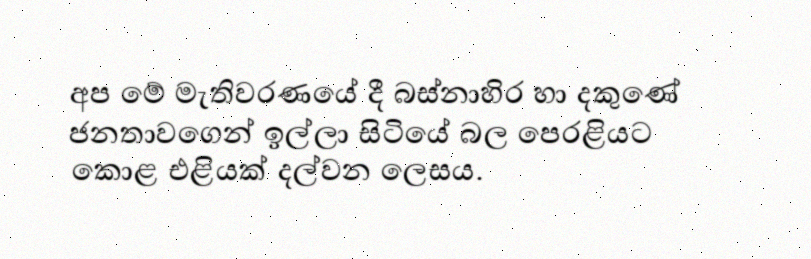 අප මේ මැතිවරණයේ දී බස්නාහිර හා දකුණේ
ජනතාවගෙන් ඉල්ලා සිටියේ බල පෙරළියට
කොළ එළියක් දල්වන ලෙසය.